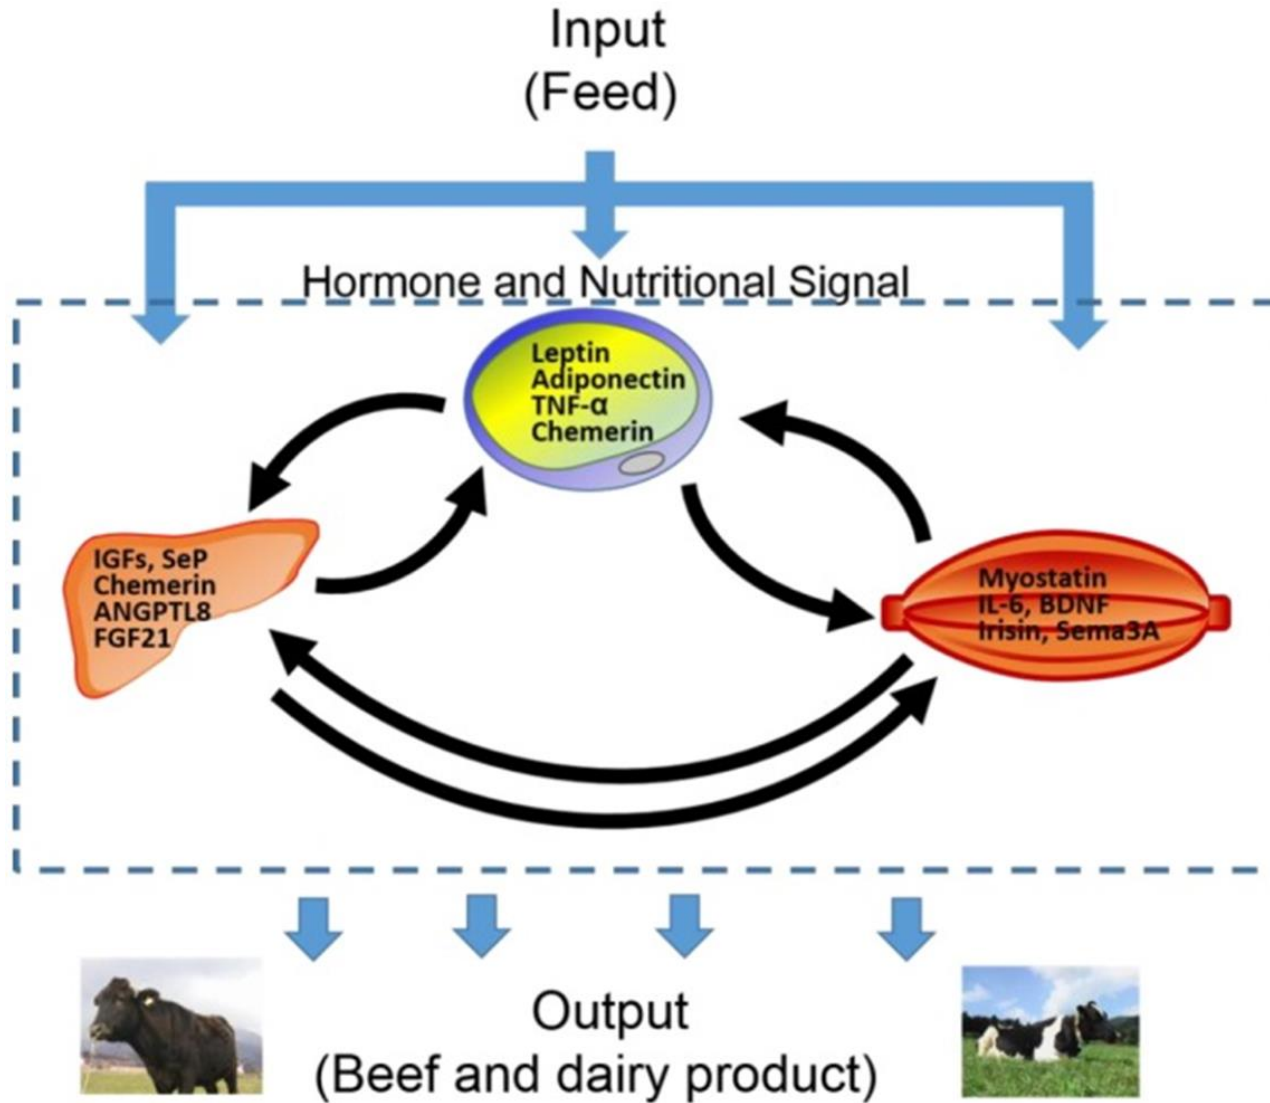 Input
(Feed)
Hormone and Nutritional Signal
Leptin
Adiponectin
TNF-α
Chemerin
IGFs, SeP
Chemerin
ANGPTL8
FGF21
Myostatin
IL-6, BDNF
Irisin, Sema3A
Output
(Beef and dairy product)